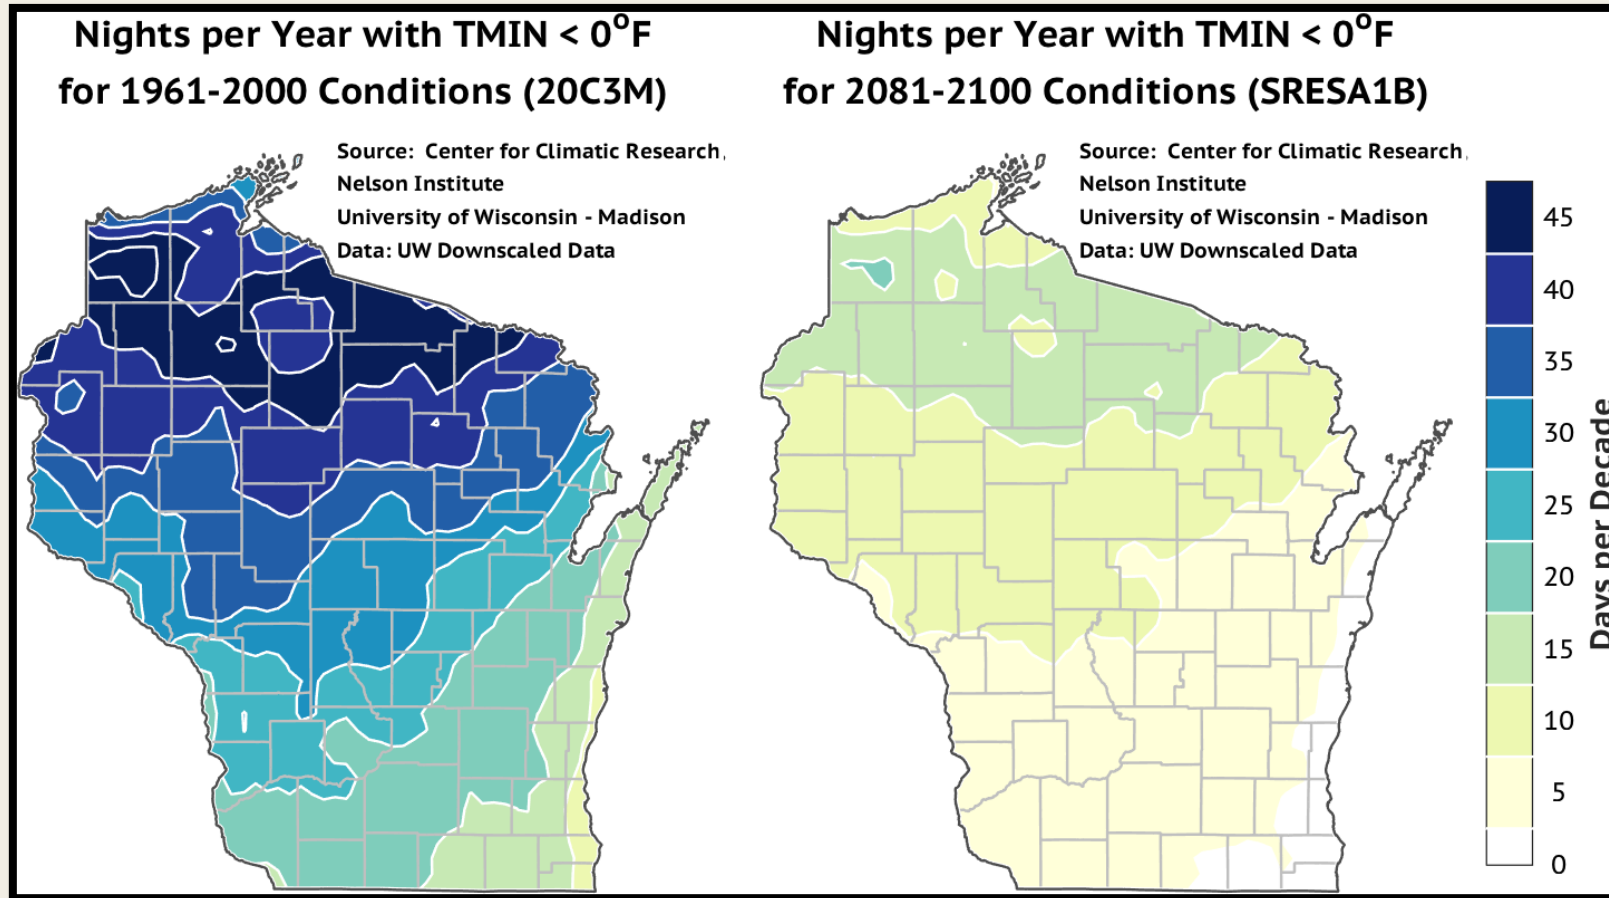 Nights per Year with TMIN < 0°F
for 1961-2000 Conditions (20C3M)
Source: Center for Climatic Research,
Nelson Institute
University of Wisconsin - Madison
Data: UW Downscaled Data
Nights per Year with TMIN < 0°F
for 2081-2100 Conditions (SRESA1B)
Source: Center for Climatic Research,
Nelson Institute
University of Wisconsin - Madison
Data: UW Downscaled Data
45
40
35
30
25
20
15
10
5
0
Days per Decade